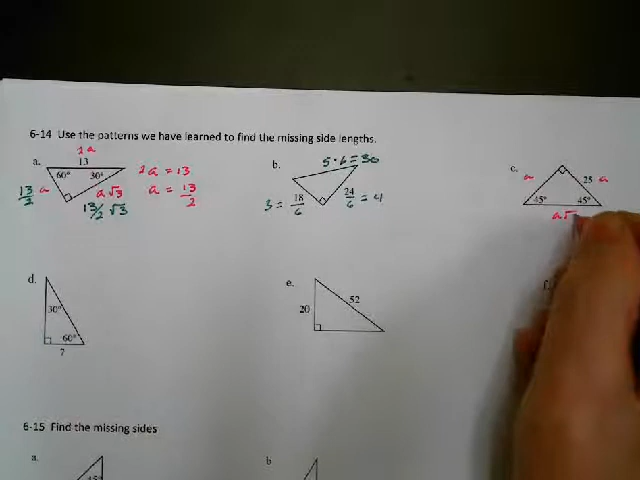 6-14 Use the patterns we have learned to find the missing side lengths.
a.
2a
13
60° 30°
13/2 a
a√3
13/2 √3
2a = 13
a = 13/2
b.
5·6=30
3 = 18/6
24/6 = 4
c.
a
25 a
45° 45°
a√
d.
30°
60°
7
e.
20
52
f.
6-15 Find the missing sides
a.
45°
b